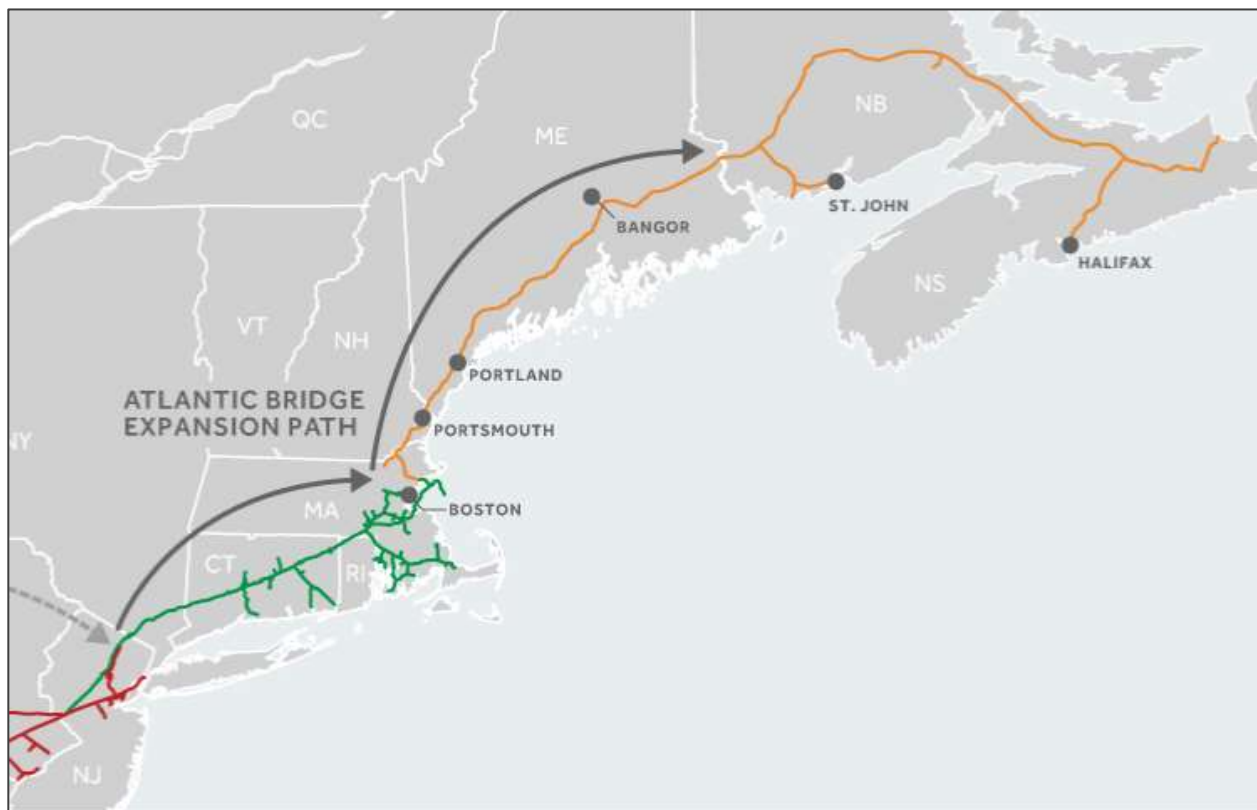 QC
ME
NB
ST. JOHN
BANGOR
HALIFAX
NS
VT
NH
PORTLAND
ATLANTIC BRIDGE
EXPANSION PATH
PORTSMOUTH
NY
MA
BOSTON
CT
RI
NJ